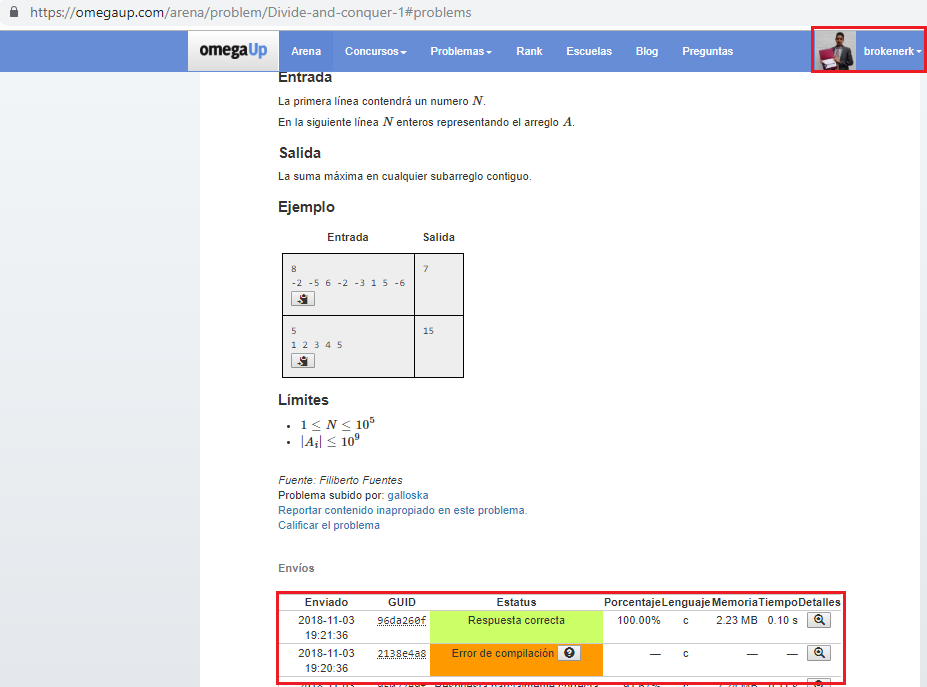 https://omegaup.com/arena/problem/Divide-and-conquer-1#problems
omegaUp Arena Concursos Problemas Rank Escuelas Blog Preguntas brokenerk
Entrada
La primera línea contendrá un numero N.
En la siguiente línea N enteros representando el arreglo A.
Salida
La suma máxima en cualquier subarreglo contiguo.
Ejemplo
Entrada Salida
8 7
-2 -5 6 -2 -3 1 5 -6
5 15
1 2 3 4 5
Límites
1 ≤ N ≤ 10^5
|A_i| ≤ 10^9
Fuente: Filiberto Fuentes
Problema subido por: galloska
Reportar contenido inapropiado en este problema.
Calificar el problema
Envíos
Enviado GUID Estatus Porcentaje Lenguaje Memoria Tiempo Detalles
2018-11-03 96da260f Respuesta correcta 100.00% c 2.23 MB 0.10 s
19:21:36
2018-11-03 2138e4a8 Error de compilación — c — —
19:20:36